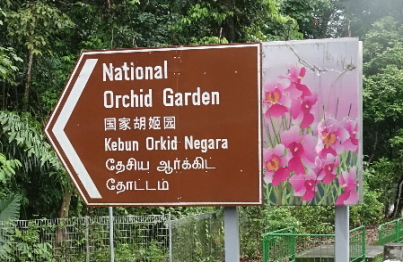 National
Orchid Garden
国家胡姬园
Kebun Orkid Negara
தேசிய ஆர்க்கிட்
தோட்டம்